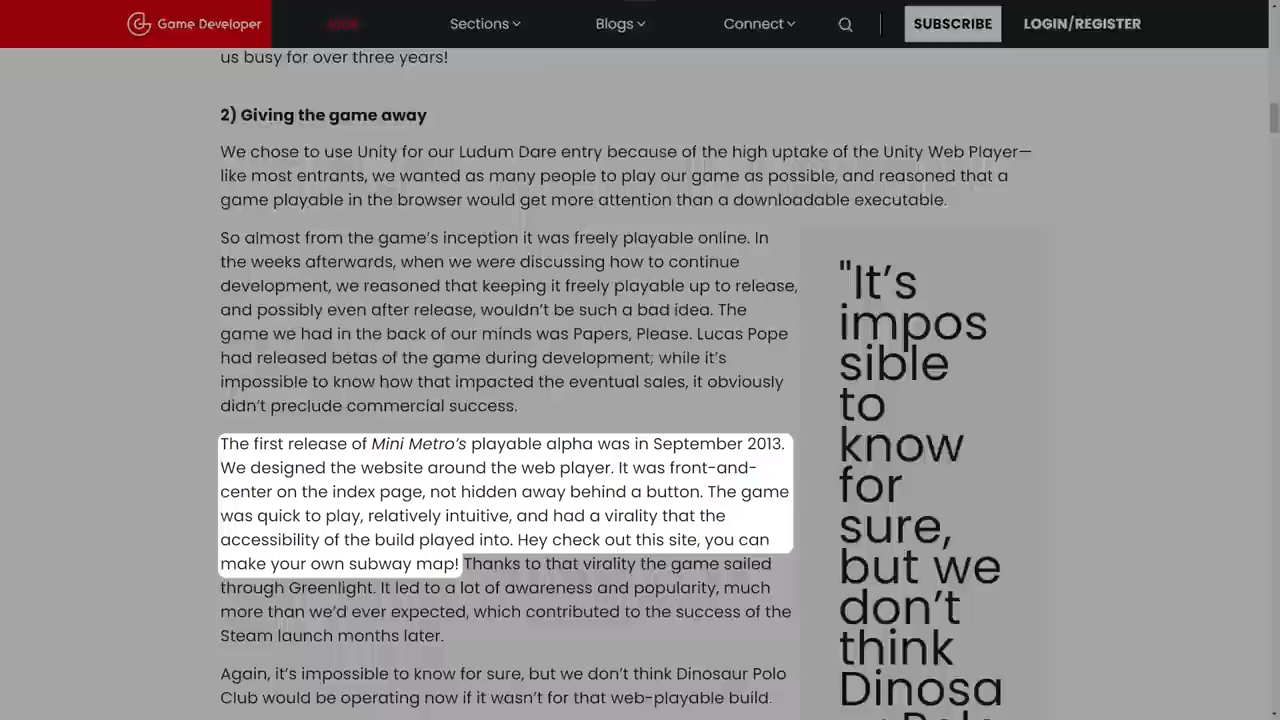 Game Developer
Sections
Blogs
Connect
SUBSCRIBE
LOGIN/REGISTER
us busy for over three years!
2) Giving the game away
We chose to use Unity for our Ludum Dare entry because of the high uptake of the Unity Web Player—
like most entrants, we wanted as many people to play our game as possible, and reasoned that a
game playable in the browser would get more attention than a downloadable executable.
So almost from the game's inception it was freely playable online. In
the weeks afterwards, when we were discussing how to continue
development, we reasoned that keeping it freely playable up to release,
and possibly even after release, wouldn't be such a bad idea. The
game we had in the back of our minds was Papers, Please. Lucas Pope
had released betas of the game during development; while it's
impossible to know how that impacted the eventual sales, it obviously
didn't preclude commercial success.
The first release of Mini Metro's playable alpha was in September 2013.
We designed the website around the web player. It was front-and-
center on the index page, not hidden away behind a button. The game
was quick to play, relatively intuitive, and had a virality that the
accessibility of the build played into. Hey check out this site, you can
make your own subway map! Thanks to that virality the game sailed
through Greenlight. It led to a lot of awareness and popularity, much
more than we'd ever expected, which contributed to the success of the
Steam launch months later.
Again, it's impossible to know for sure, but we don't think Dinosaur Polo
Club would be operating now if it wasn't for that web-playable build.
"It's
impos
sible
to
know
for
sure,
but we
don't
think
Dinosa